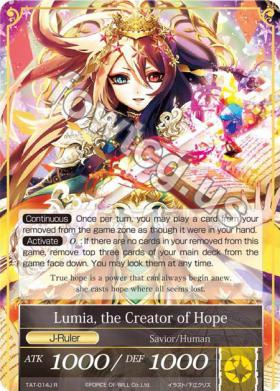 Continuous Once per turn, you may play a card from your
removed from the game zone as though it were in your hand.
Activate 0 : If there are no cards in your removed from this
game, remove top three cards of your main deck from the
game face down. You may look them at any time.
True hope is a power that can always begin anew.
she casts hope where all seems lost.
Lumia, the Creator of Hope
J-Ruler Savior/Human
ATK 1000 / DEF 1000
TAT-014J R ©FORCE OF WILL Co.,Ltd.